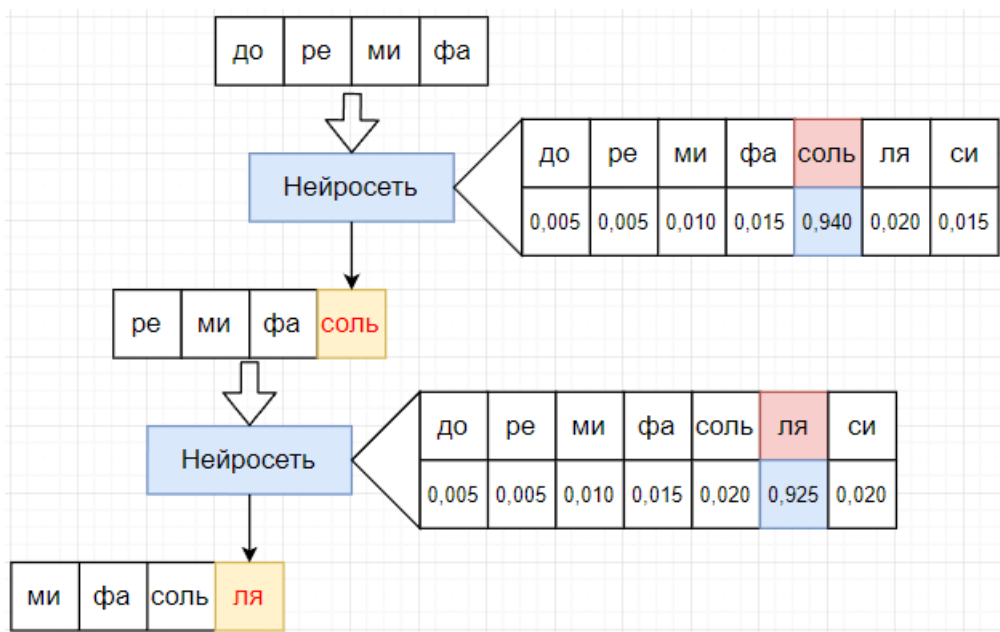 до ре ми фа
Нейросеть
до ре ми фа соль ля си
0,005 0,005 0,010 0,015 0,940 0,020 0,015
ре ми фа соль
Нейросеть
до ре ми фа соль ля си
0,005 0,005 0,010 0,015 0,020 0,925 0,020
ми фа соль ля